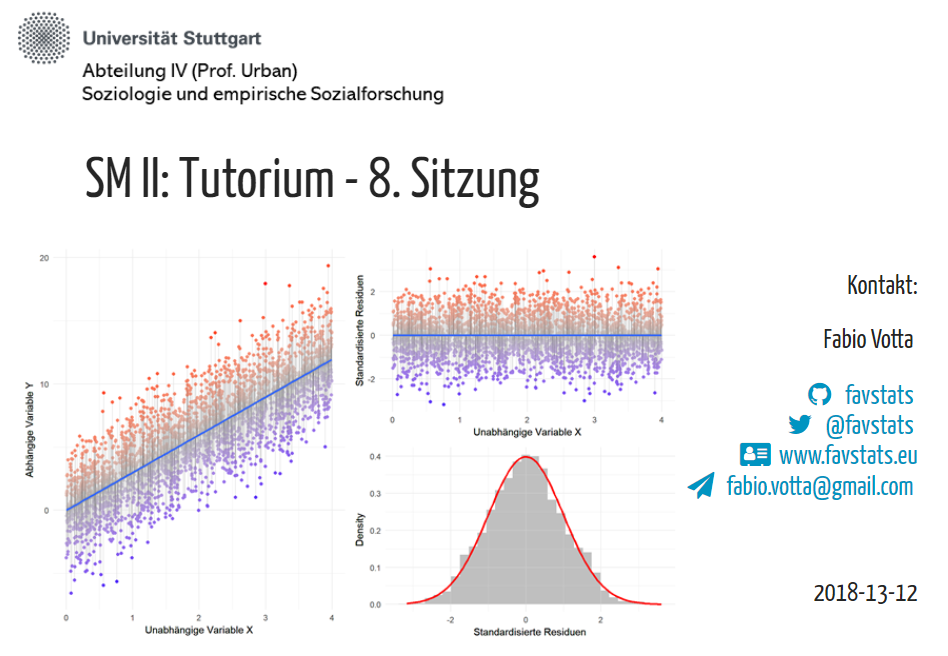 Universität Stuttgart
Abteilung IV (Prof. Urban)
Soziologie und empirische Sozialforschung
SM II: Tutorium - 8. Sitzung
20
10
0
Abhängige Variable Y
0 1 2 3 4
Unabhängige Variable X
2
0
-2
Standardisierte Residuen
0 1 2 3 4
Unabhängige Variable X
0.4
0.3
0.2
0.1
0.0
Density
-2 0 2
Standardisierte Residuen
Kontakt:
Fabio Votta
favstats
@favstats
www.favstats.eu
fabio.votta@gmail.com
2018-13-12